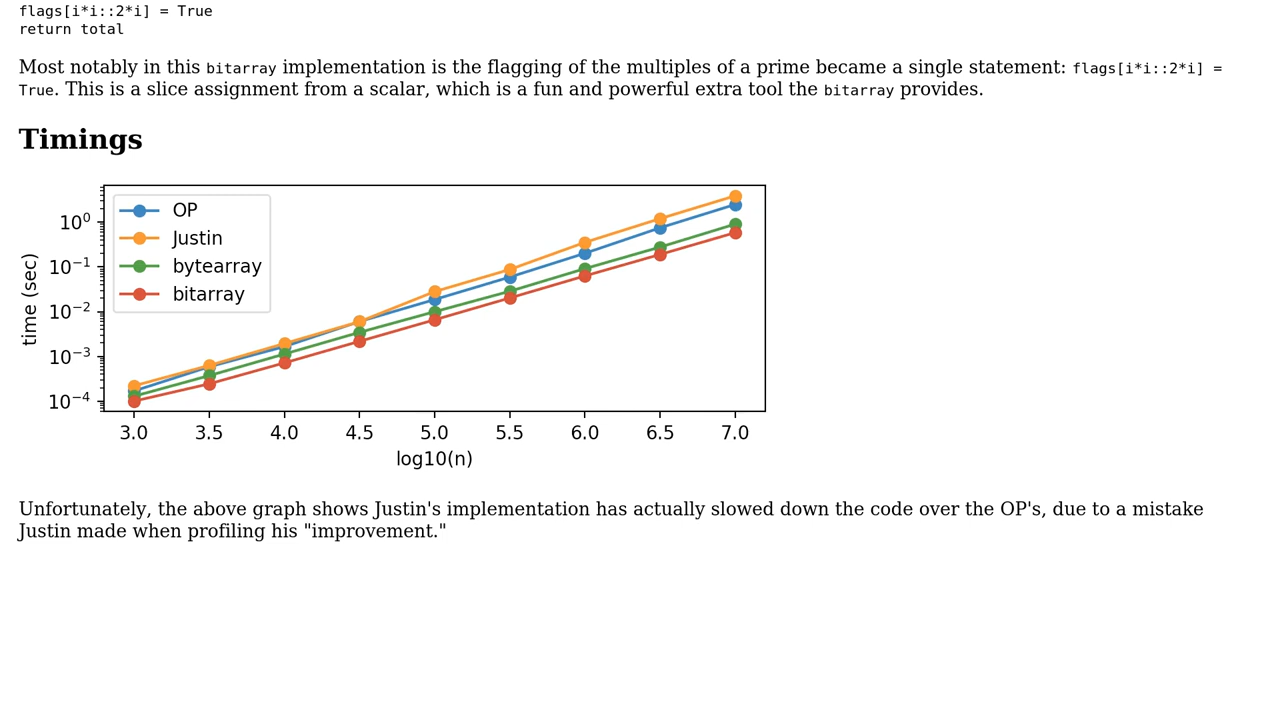 flags[i*i::2*i] = True
return total
Most notably in this bitarray implementation is the flagging of the multiples of a prime became a single statement: flags[i*i::2*i] =
True. This is a slice assignment from a scalar, which is a fun and powerful extra tool the bitarray provides.
Timings
OP
Justin
bytearray
bitarray
time (sec)
10⁰
10⁻¹
10⁻²
10⁻³
10⁻⁴
3.0 3.5 4.0 4.5 5.0 5.5 6.0 6.5 7.0
log10(n)
Unfortunately, the above graph shows Justin's implementation has actually slowed down the code over the OP's, due to a mistake
Justin made when profiling his "improvement."